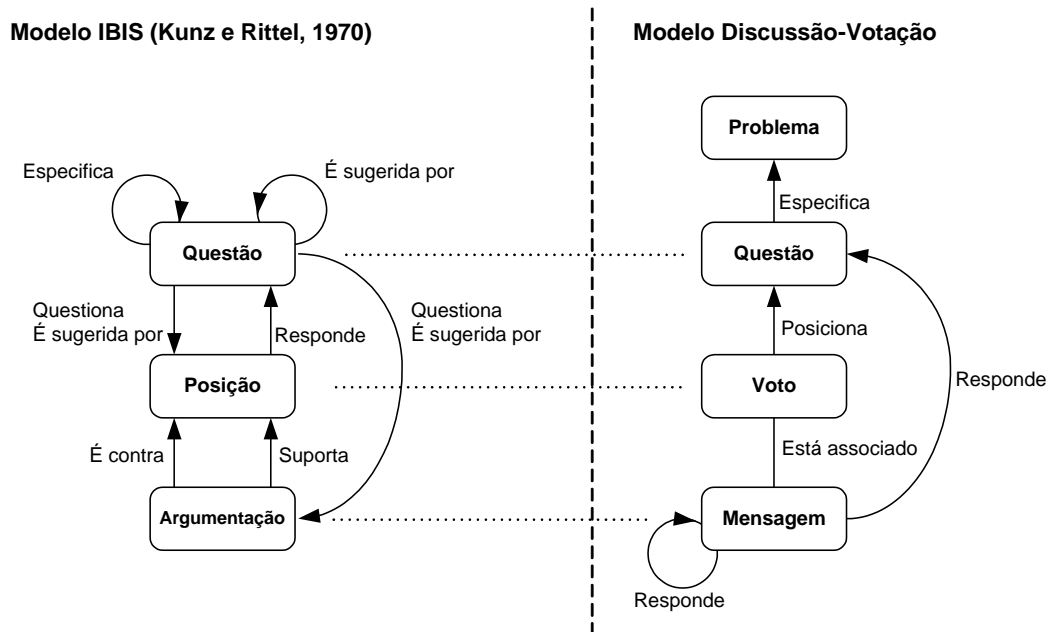 Modelo IBIS (Kunz e Rittel, 1970)
Especifica
É sugerida por
Questão
Questiona
É sugerida por
Responde
Questiona
É sugerida por
Posição
É contra
Suporta
Argumentação
Modelo Discussão-Votação
Problema
Especifica
Questão
Posiciona
Voto
Responde
Está associado
Mensagem
Responde